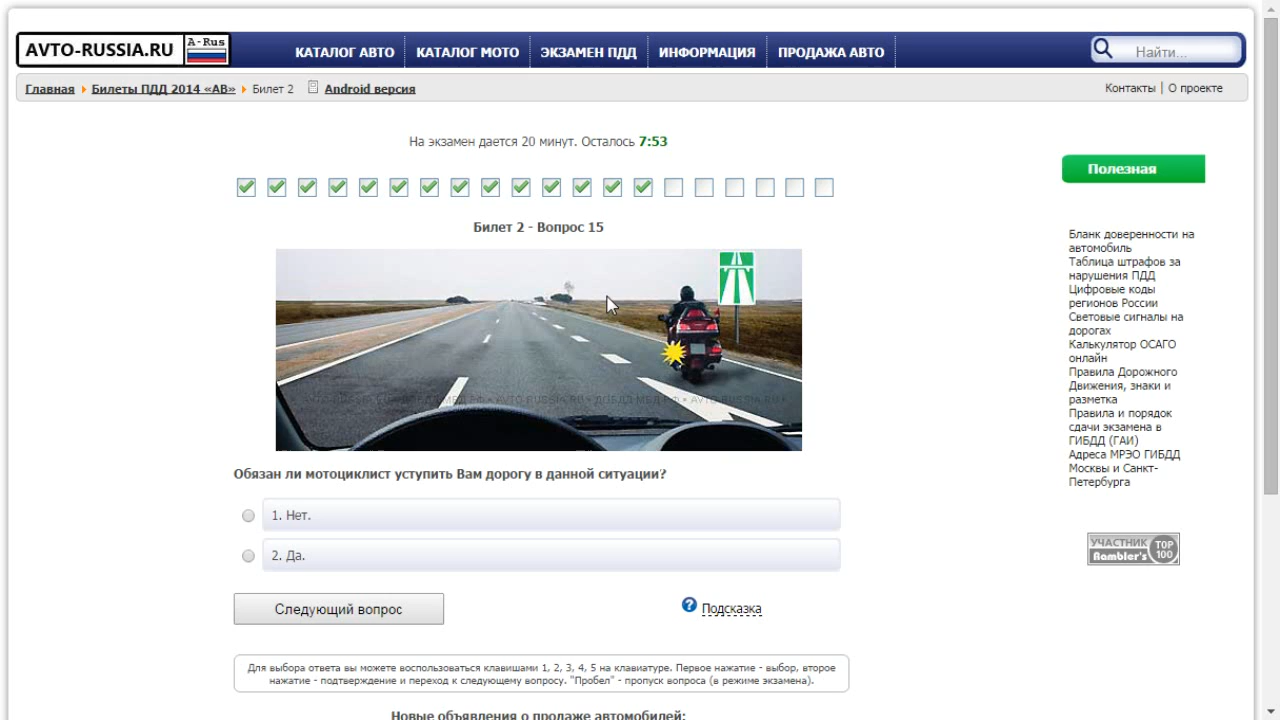 AVTO-RUSSIA.RU A-Rus
КАТАЛОГ АВТО КАТАЛОГ МОТО ЭКЗАМЕН ПДД ИНФОРМАЦИЯ ПРОДАЖА АВТО
Найти...
Главная Билеты ПДД 2014 «AB» Билет 2 Android версия
Контакты | О проекте
На экзамен дается 20 минут. Осталось 7:53
Билет 2 - Вопрос 15
Обязан ли мотоциклист уступить Вам дорогу в данной ситуации?
1. Нет.
2. Да.
Следующий вопрос
Подсказка
Для выбора ответа вы можете воспользоваться клавишами 1, 2, 3, 4, 5 на клавиатуре. Первое нажатие - выбор, второе
нажатие - подтверждение и переход к следующему вопросу. "Пробел" - пропуск вопроса (в режиме экзамена).
Новые объявления о продаже автомобилей:
Полезная
Бланк доверенности на
автомобиль
Таблица штрафов за
нарушения ПДД
Цифровые коды
регионов России
Световые сигналы на
дорогах
Калькулятор ОСАГО
онлайн
Правила Дорожного
Движения, знаки и
разметка
Правила и порядок
сдачи экзамена в
ГИБДД (ГАИ)
Адреса МРЭО ГИБДД
Москвы и Санкт-
Петербурга
УЧАСТНИК TOP
Rambler's 100